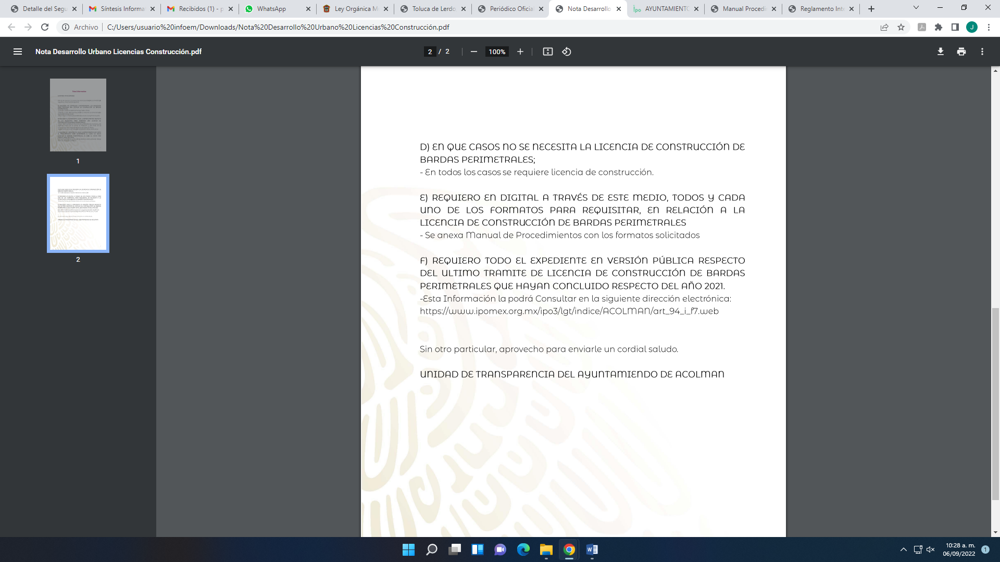 Detalle del Segu
Síntesis Informa
Recibidos (1) - p
WhatsApp
Ley Orgánica M
Toluca de Lerdo
Periódico Oficia
Nota Desarrollo
ipo
AYUNTAMIENTO
Manual Procedi
Reglamento Inte
Archivo
C:/Users/usuario%20infoem/Downloads/Nota%20Desarrollo%20Urbano%20Licencias%20Construcción.pdf
J
Nota Desarrollo Urbano Licencias Construcción.pdf
2 / 2
100%
1
2
D) EN QUE CASOS NO SE NECESITA LA LICENCIA DE CONSTRUCCIÓN DE
BARDAS PERIMETRALES;
- En todos los casos se requiere licencia de construcción.
E) REQUIERO EN DIGITAL A TRAVÉS DE ESTE MEDIO, TODOS Y CADA
UNO DE LOS FORMATOS PARA REQUISITAR, EN RELACIÓN A LA
LICENCIA DE CONSTRUCCIÓN DE BARDAS PERIMETRALES
- Se anexa Manual de Procedimientos con los formatos solicitados
F) REQUIERO TODO EL EXPEDIENTE EN VERSIÓN PÚBLICA RESPECTO
DEL ULTIMO TRAMITE DE LICENCIA DE CONSTRUCCIÓN DE BARDAS
PERIMETRALES QUE HAYAN CONCLUIDO RESPECTO DEL AÑO 2021.
-Esta Información la podrá Consultar en la siguiente dirección electrónica:
https://www.ipomex.org.mx/ipo3/lgt/indice/ACOLMAN/art_94_i_f7.web
Sin otro particular, aprovecho para enviarle un cordial saludo.
UNIDAD DE TRANSPARENCIA DEL AYUNTAMIENDO DE ACOLMAN
10:28 a. m.
06/09/2022
1